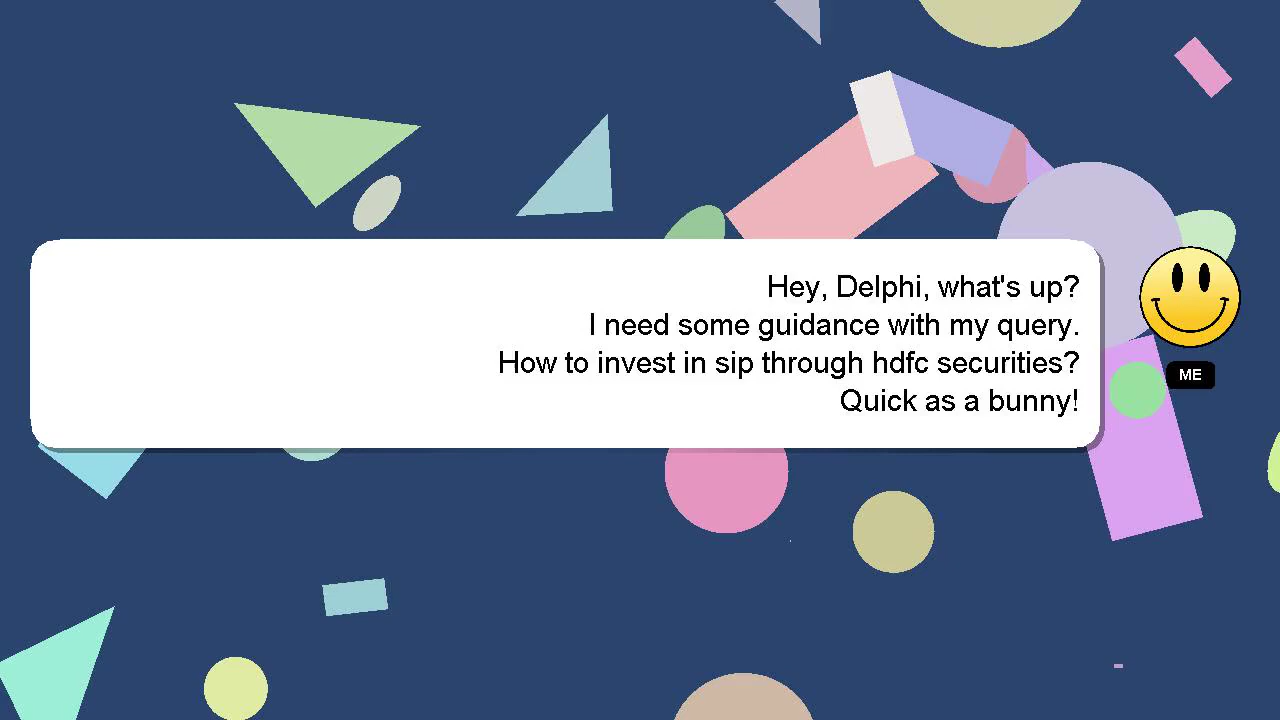 Hey, Delphi, what's up?
I need some guidance with my query.
How to invest in sip through hdfc securities?
Quick as a bunny!
ME